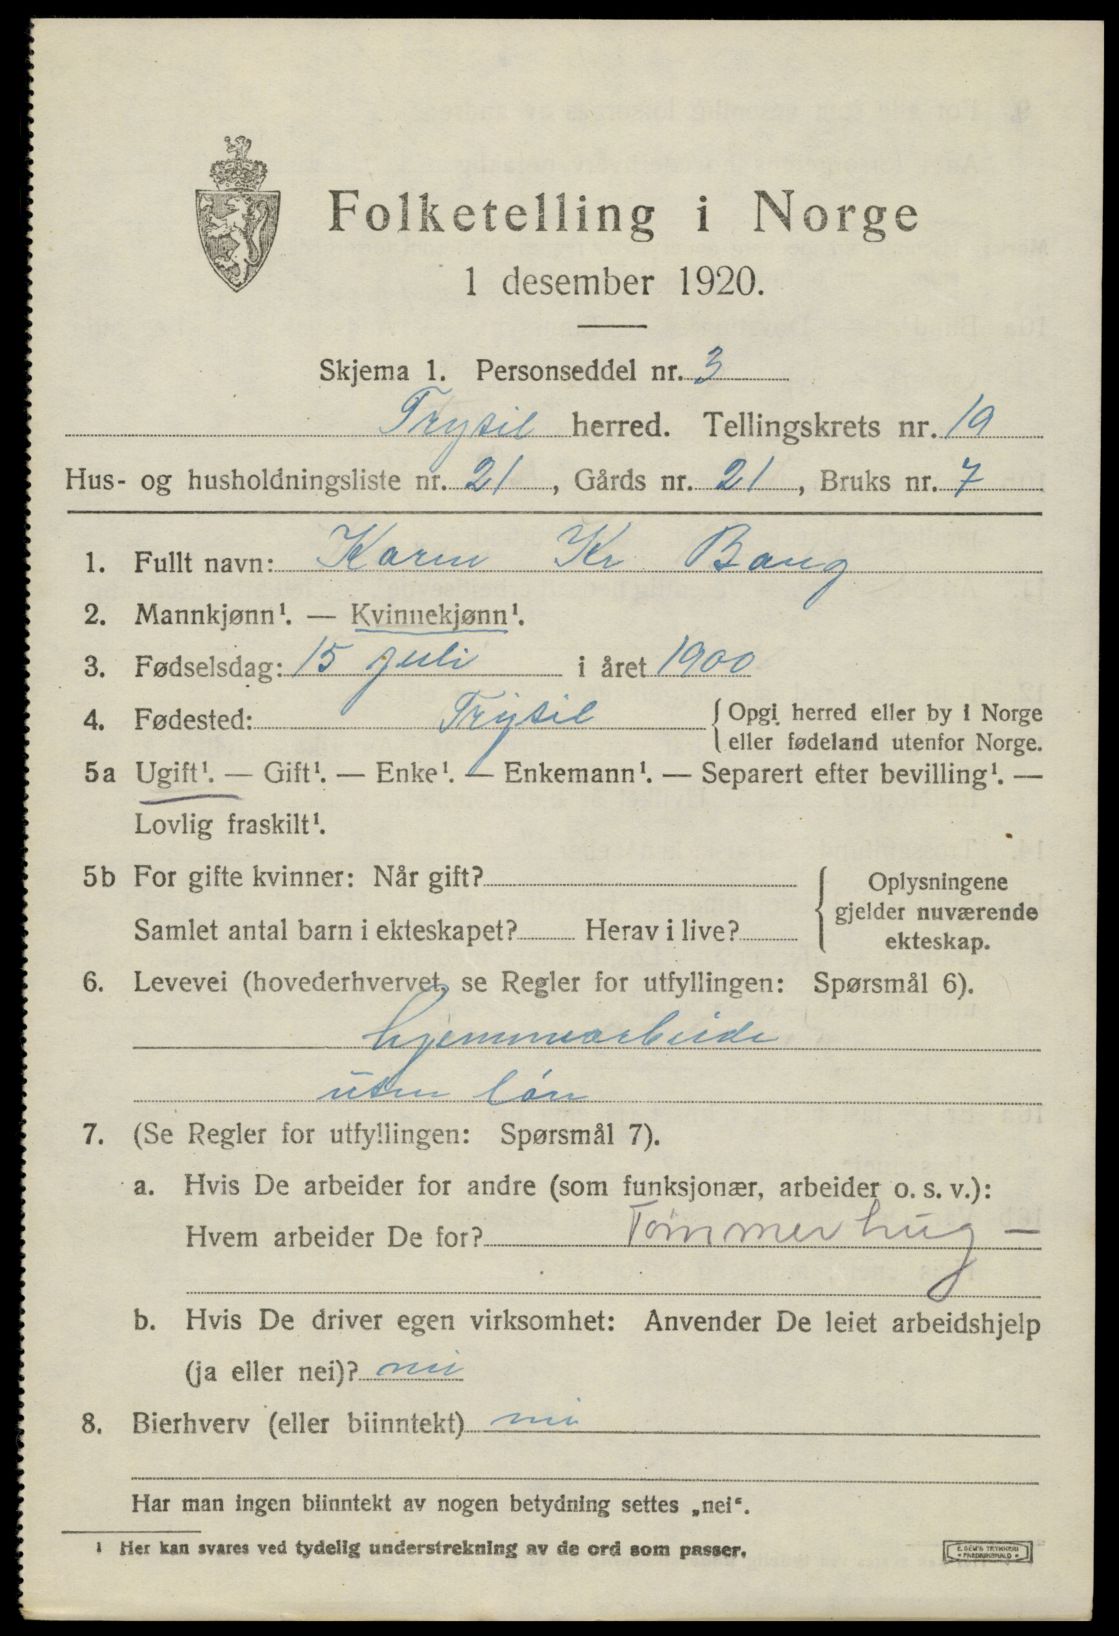 Folketelling i Norge
1 desember 1920.
Skjema 1. Personseddel nr. 3
Trysil herred. Tellingskrets nr. 19
Hus- og husholdningsliste nr. 21, Gårds nr. 21, Bruks nr. 7
1. Fullt navn: Karen Kr Bang
2. Mannkjønn¹. — Kvinnekjønn¹.
3. Fødselsdag: 15 juli i året 1900
4. Fødested: Trysil { Opgi herred eller by i Norge
eller fødeland utenfor Norge.
5a Ugift¹. — Gift¹. — Enke¹. — Enkemann¹. — Separert efter bevilling¹. —
Lovlig fraskilt¹.
5b For gifte kvinner: Når gift?
Samlet antal barn i ekteskapet? Herav i live?
{ Oplysningene
gjelder nuværende
ekteskap.
6. Levevei (hovederhvervet, se Regler for utfyllingen: Spørsmål 6).
hjemmearbeide
uten løn
7. (Se Regler for utfyllingen: Spørsmål 7).
a. Hvis De arbeider for andre (som funksjonær, arbeider o. s. v.):
Hvem arbeider De for? Tømmerhug —
b. Hvis De driver egen virksomhet: Anvender De leiet arbeidshjelp
(ja eller nei)? nei
8. Bierhverv (eller biinntekt) nei
Har man ingen biinntekt av nogen betydning settes „nei“.
¹ Her kan svares ved tydelig understrekning av de ord som passer.
E. SEM'S TRYKKERI
FREDRIKSHALD